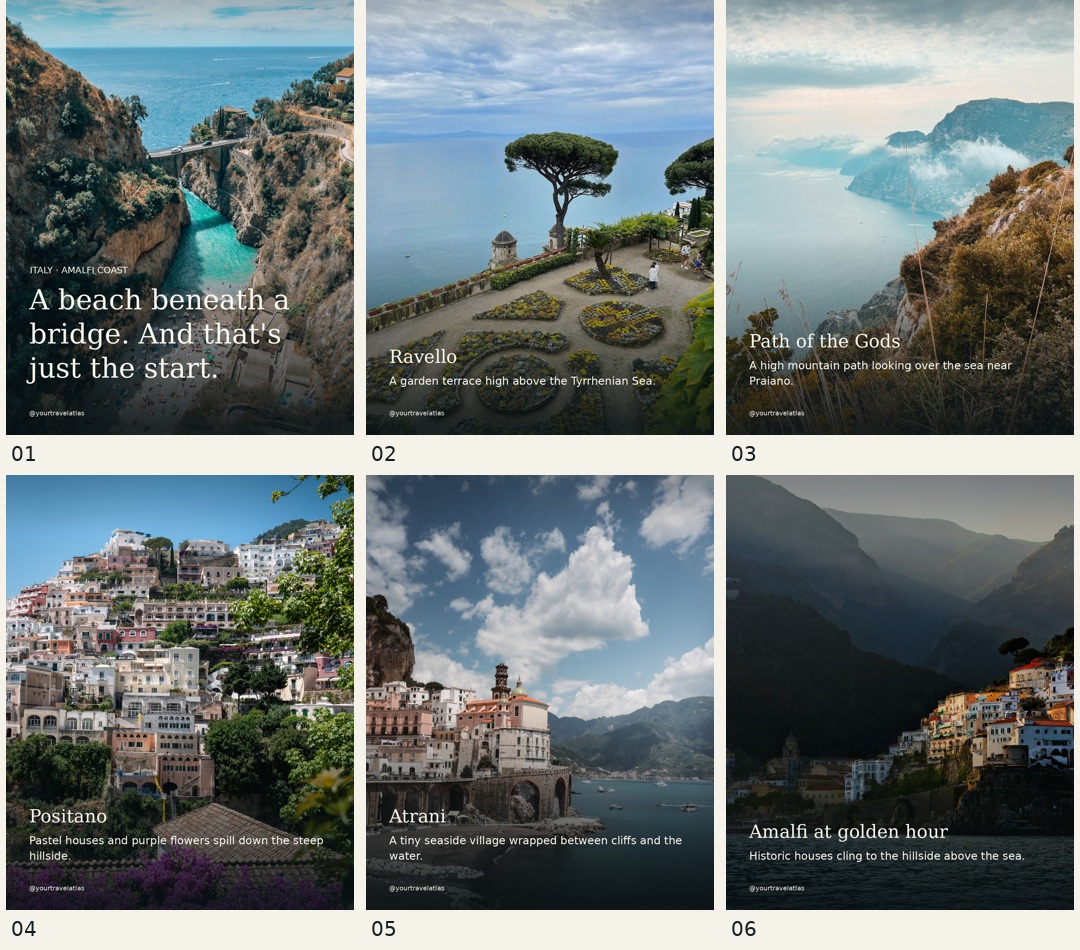 ITALY · AMALFI COAST
A beach beneath a
bridge. And that's
just the start.
@yourtravelatlas
01
Ravello
A garden terrace high above the Tyrrhenian Sea.
@yourtravelatlas
02
Path of the Gods
A high mountain path looking over the sea near
Praiano.
@yourtravelatlas
03
Positano
Pastel houses and purple flowers spill down the steep
hillside.
@yourtravelatlas
04
Atrani
A tiny seaside village wrapped between cliffs and the
water.
@yourtravelatlas
05
Amalfi at golden hour
Historic houses cling to the hillside above the sea.
@yourtravelatlas
06